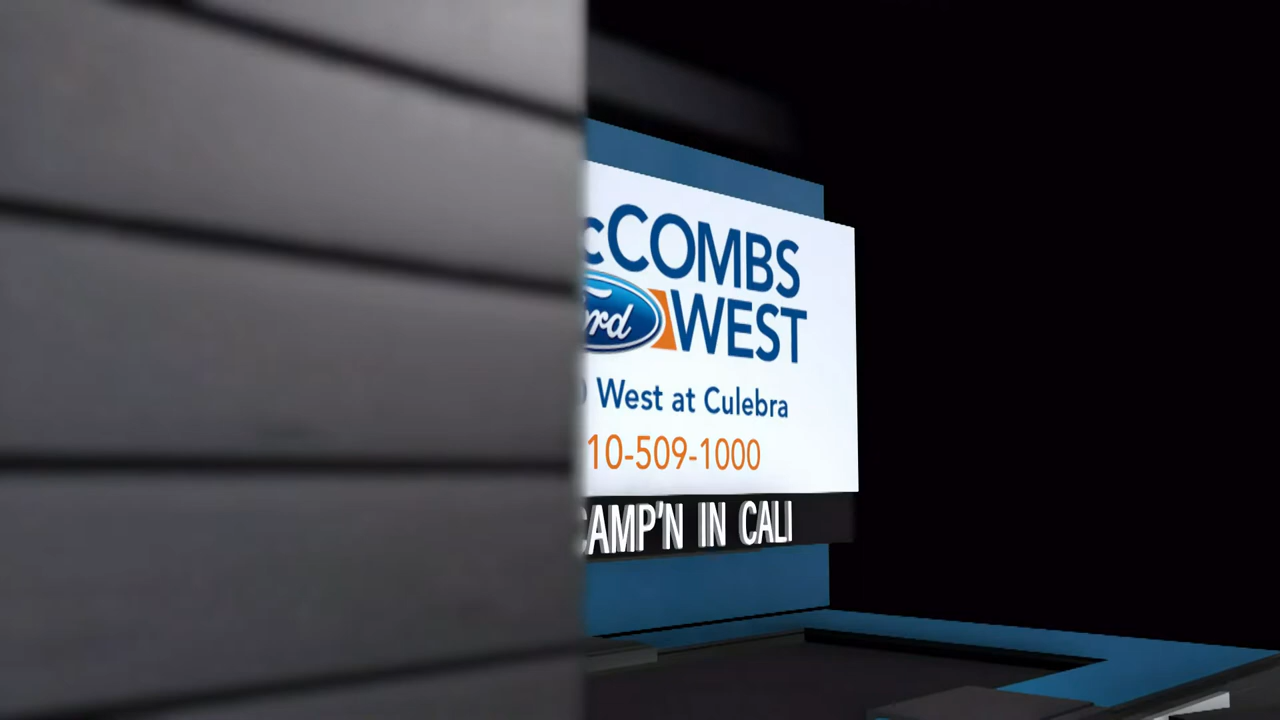 cCOMBS
WEST
West at Culebra
10-509-1000
CAMP'N IN CALI